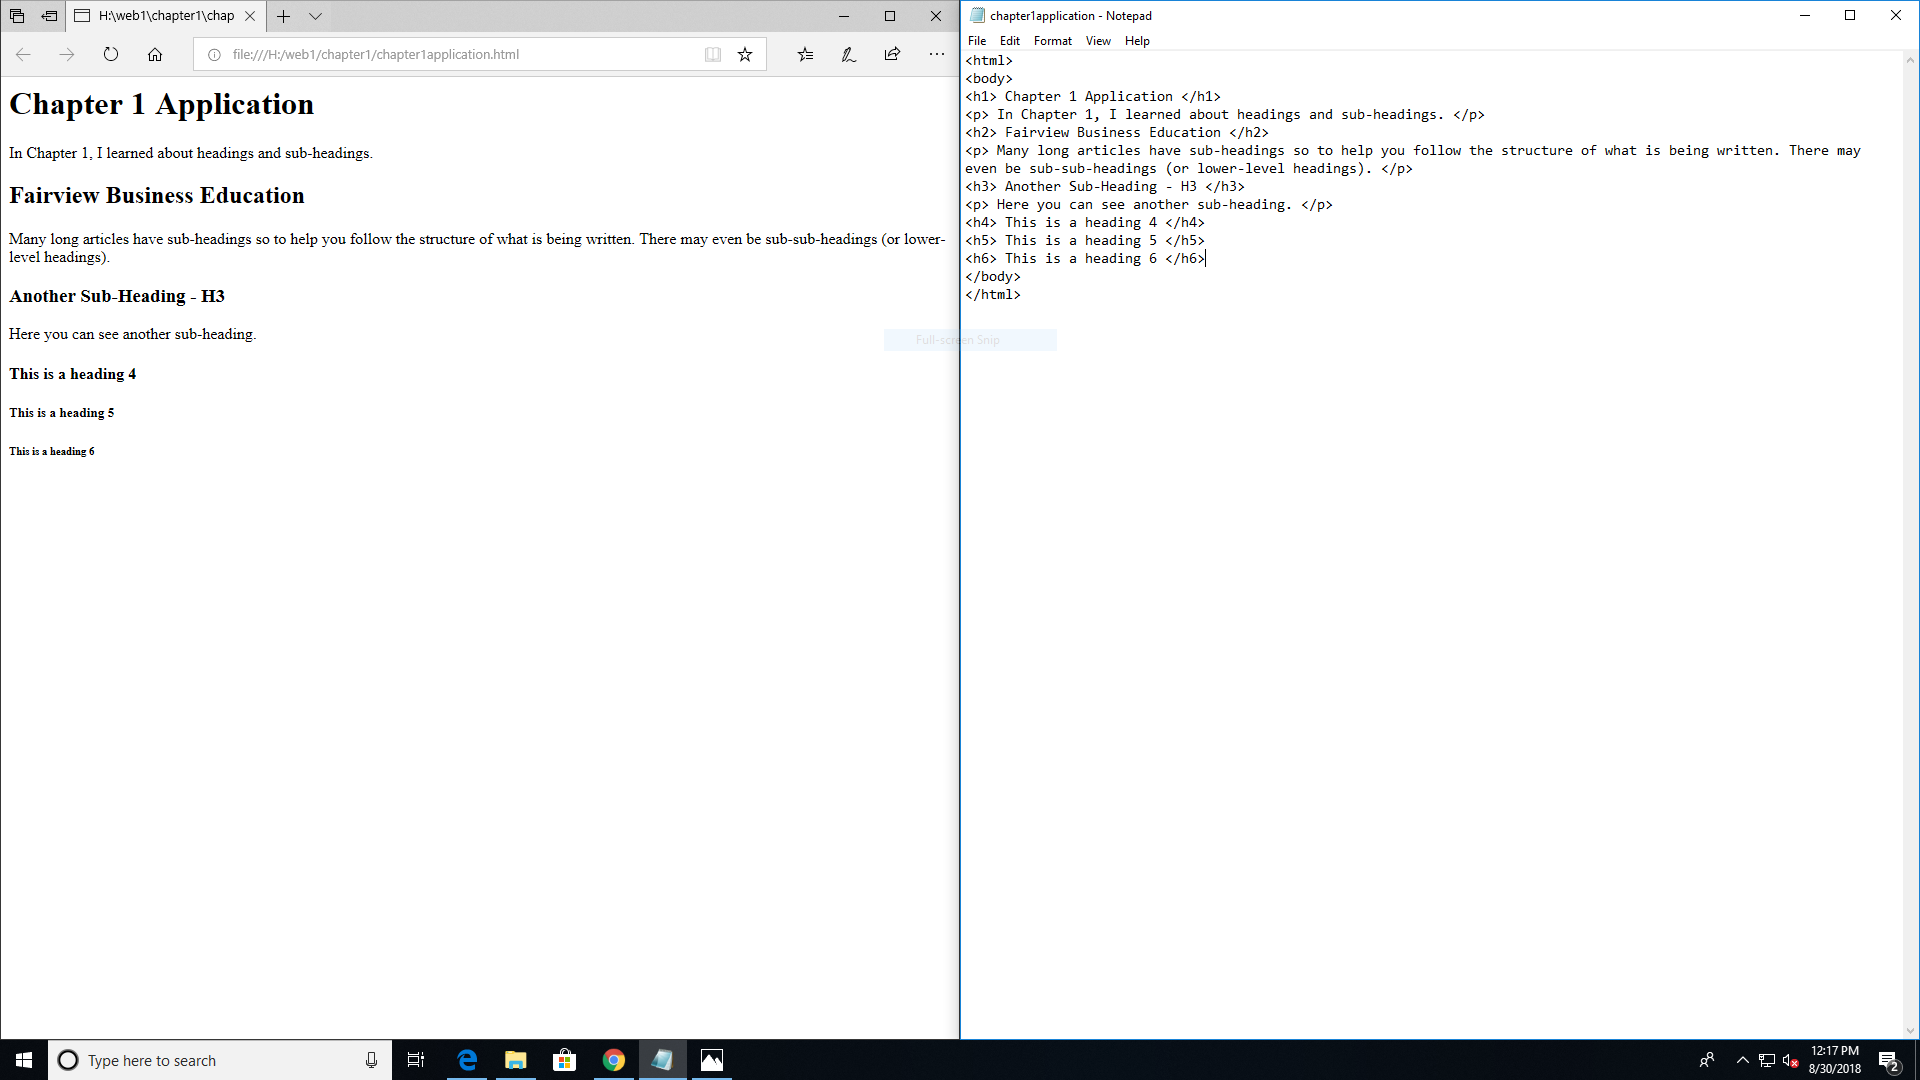 H:\web1\chapter1\chap
file:///H:/web1/chapter1/chapter1application.html
Chapter 1 Application
In Chapter 1, I learned about headings and sub-headings.
Fairview Business Education
Many long articles have sub-headings so to help you follow the structure of what is being written. There may even be sub-sub-headings (or lower-
level headings).
Another Sub-Heading - H3
Here you can see another sub-heading.
This is a heading 4
This is a heading 5
This is a heading 6
Full-screen Snip
chapter1application - Notepad
File Edit Format View Help
<html>
<body>
<h1> Chapter 1 Application </h1>
<p> In Chapter 1, I learned about headings and sub-headings. </p>
<h2> Fairview Business Education </h2>
<p> Many long articles have sub-headings so to help you follow the structure of what is being written. There may
even be sub-sub-headings (or lower-level headings). </p>
<h3> Another Sub-Heading - H3 </h3>
<p> Here you can see another sub-heading. </p>
<h4> This is a heading 4 </h4>
<h5> This is a heading 5 </h5>
<h6> This is a heading 6 </h6>
</body>
</html>
Type here to search
12:17 PM
8/30/2018
2